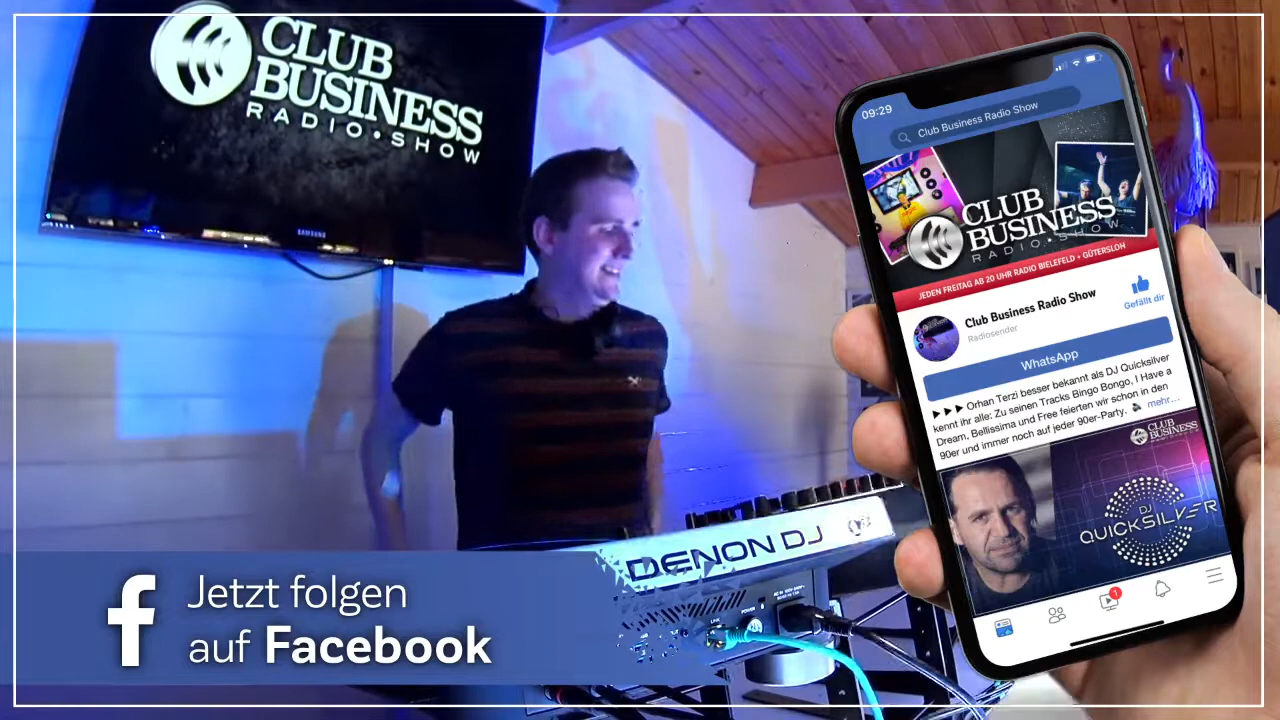 CLUB
BUSINESS
RADIO•SHOW
SAMSUNG
09:29
Club Business Radio Show
CLUB
BUSINESS
RADIO•SHOW
JEDEN FREITAG AB 20 UHR RADIO BIELEFELD + GÜTERSLOH
Club Business Radio Show
Radiosender
Gefällt dir
WhatsApp
►►► Orhan Terzi besser bekannt als DJ Quicksilver
kennt ihr alle: Zu seinen Tracks Bingo Bongo, I Have a
Dream, Bellissima und Free feierten wir schon in den
90er und immer noch auf jeder 90er-Party. mehr...
CLUB
BUSINESS
DJ
QUICKSILVER
1
DENON DJ
POWER
LINK
f Jetzt folgen
auf Facebook